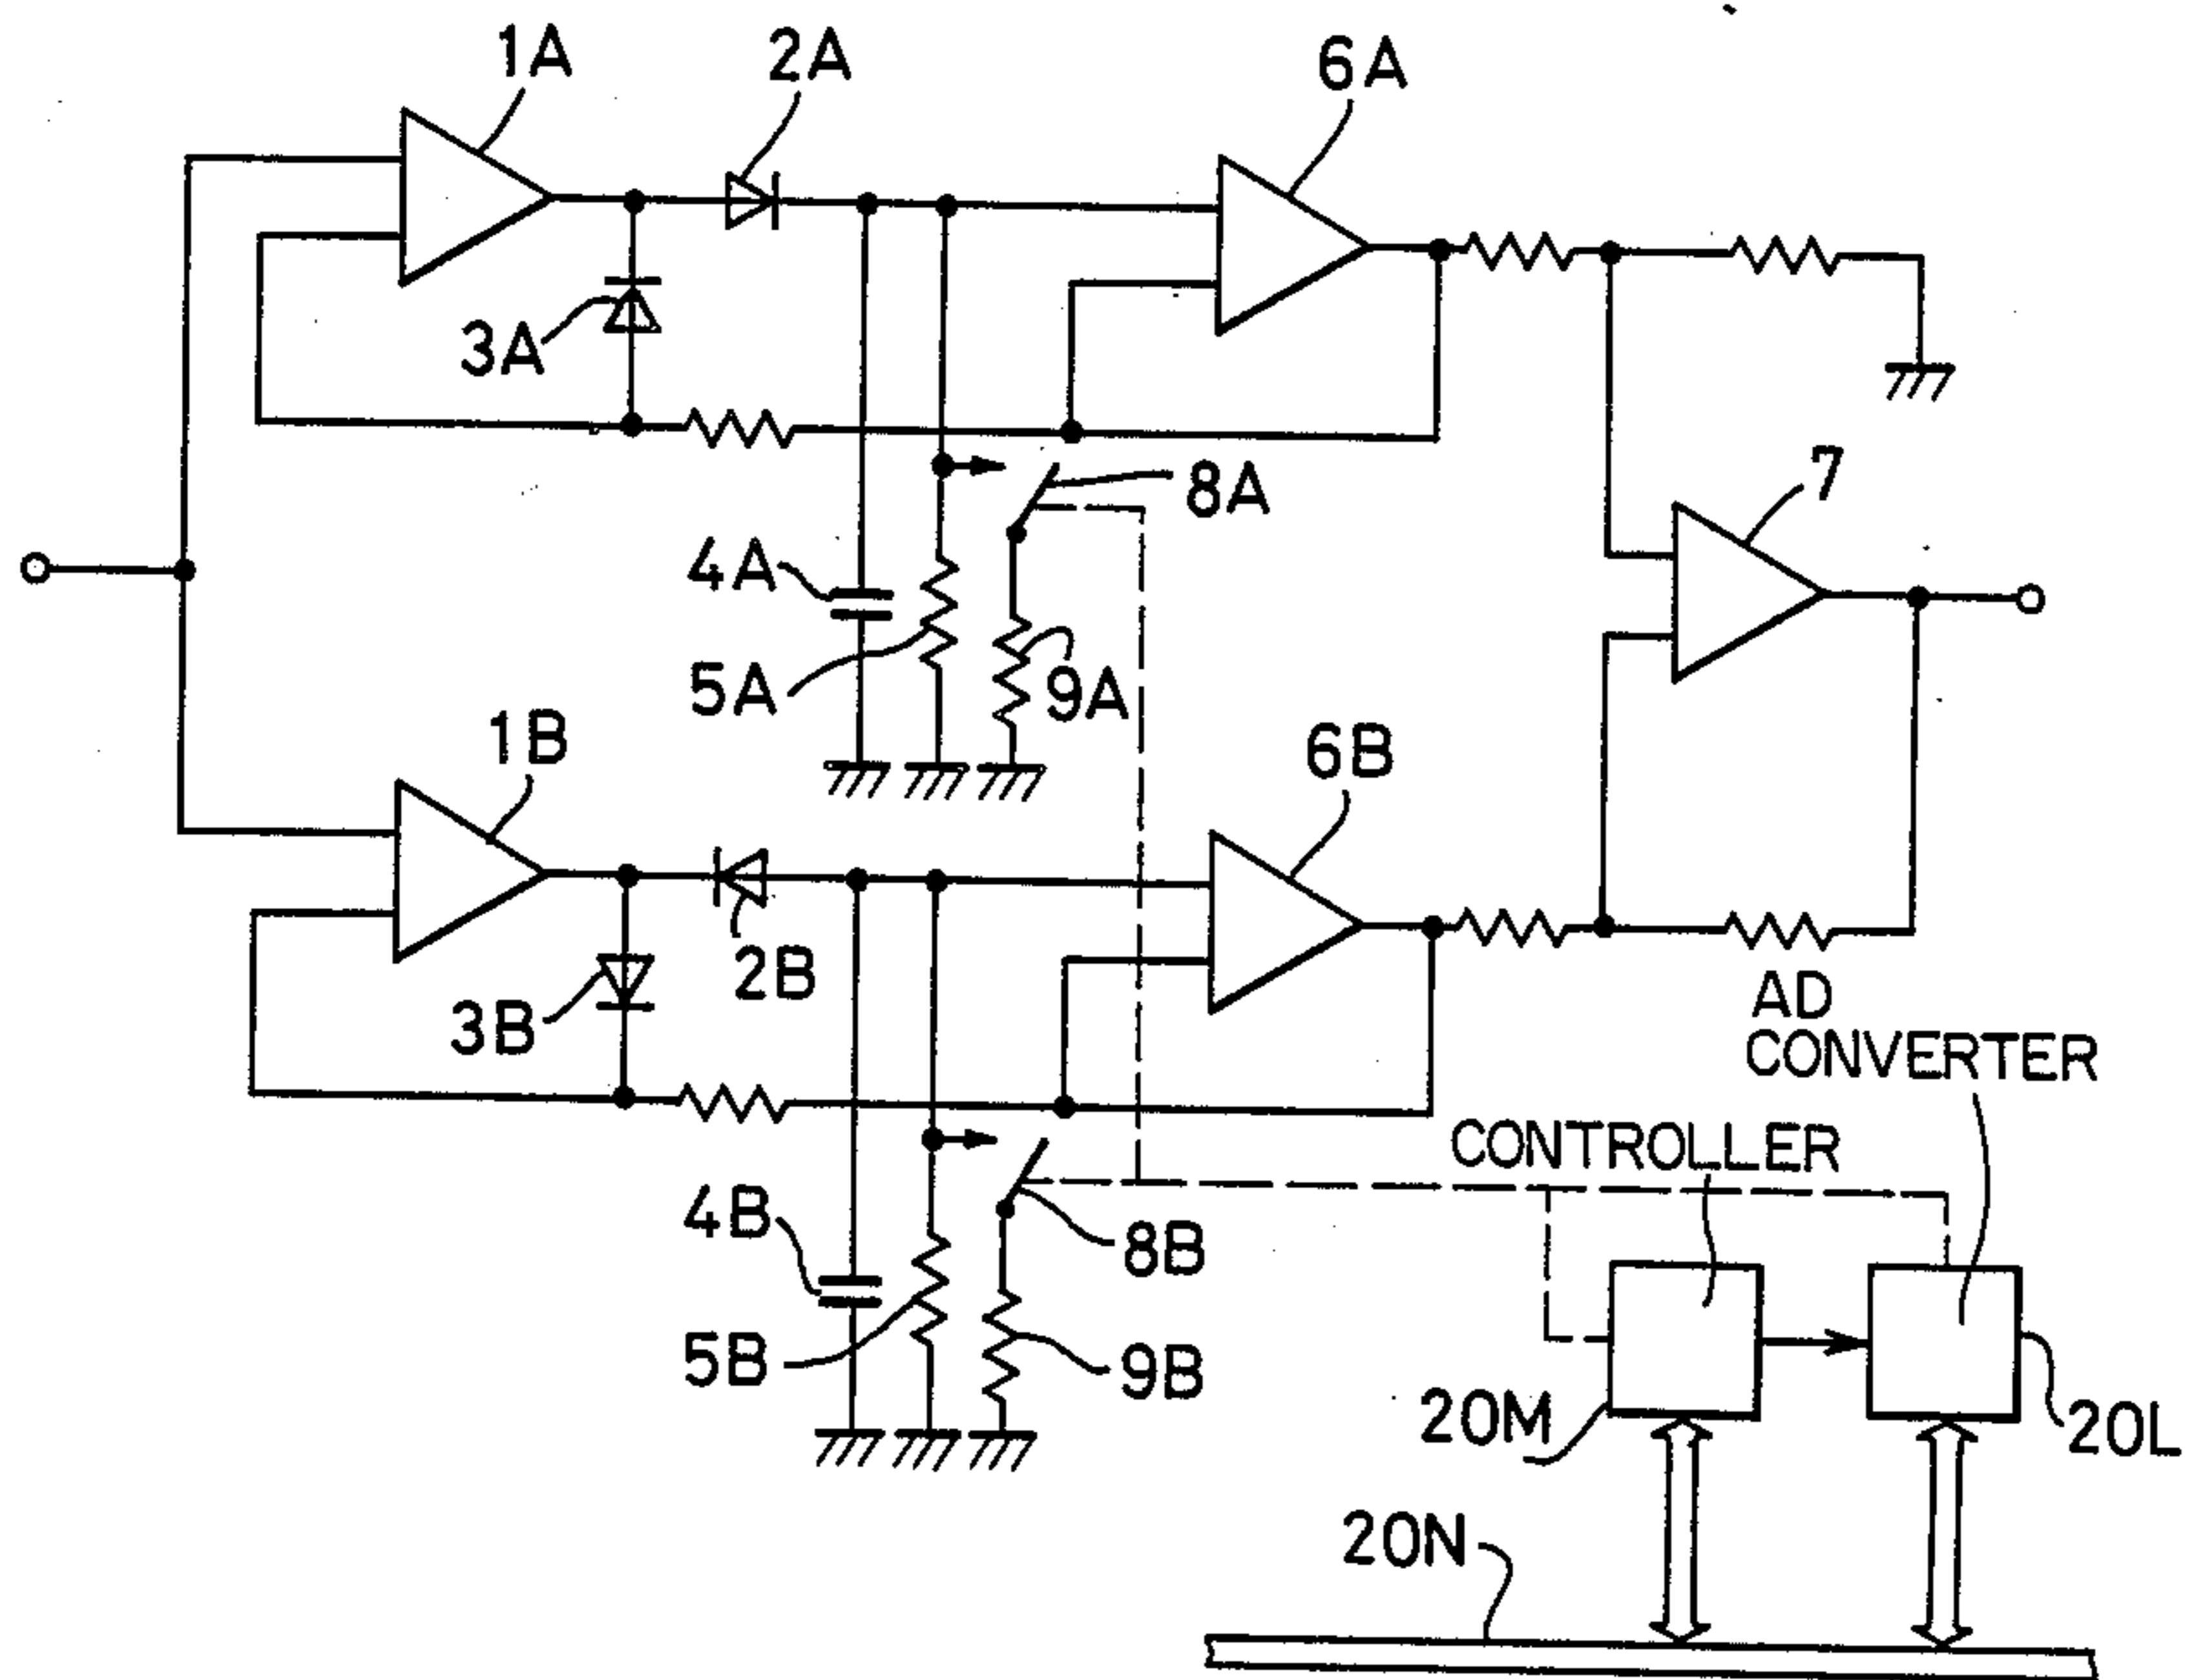 1A
2A
6A
3A
8A
7
4A
5A
9A
1B
6B
2B
3B
AD
CONVERTER
CONTROLLER
4B
8B
5B
9B
20M
20L
20N